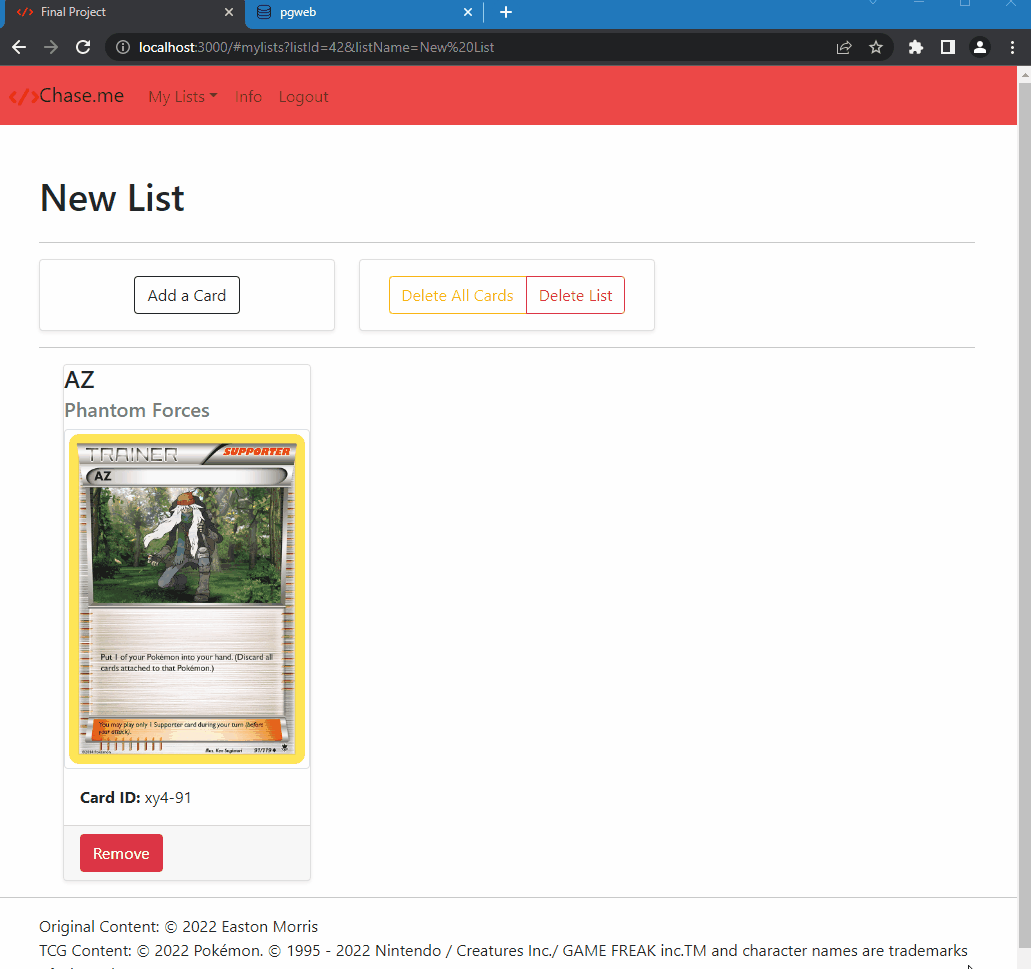 Final Project
pgweb
localhost:3000/#mylists?listId=42&listName=New%20List
</>Chase.me My Lists Info Logout
New List
Add a Card
Delete All Cards Delete List
AZ
Phantom Forces
TRAINER SUPPORTER
AZ
Put 1 of your Pokémon into your hand. (Discard all
cards attached to that Pokémon.)
You may play only 1 Supporter card during your turn (before
your attack).
91/119
Card ID: xy4-91
Remove
Original Content: © 2022 Easton Morris
TCG Content: © 2022 Pokémon. © 1995 - 2022 Nintendo / Creatures Inc./ GAME FREAK inc.TM and character names are trademarks